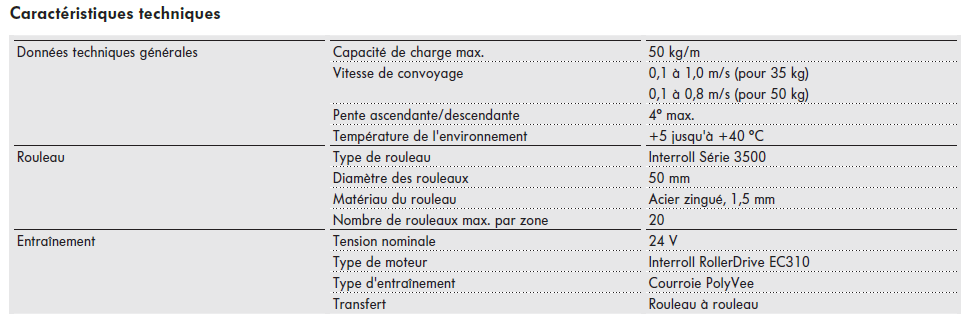 Caractéristiques techniques
Données techniques générales Capacité de charge max. 50 kg/m
Vitesse de convoyage 0,1 à 1,0 m/s (pour 35 kg)
0,1 à 0,8 m/s (pour 50 kg)
Pente ascendante/descendante 4° max.
Température de l'environnement +5 jusqu'à +40 °C
Rouleau Type de rouleau Interroll Série 3500
Diamètre des rouleaux 50 mm
Matériau du rouleau Acier zingué, 1,5 mm
Nombre de rouleaux max. par zone 20
Entraînement Tension nominale 24 V
Type de moteur Interroll RollerDrive EC310
Type d'entraînement Courroie PolyVee
Transfert Rouleau à rouleau